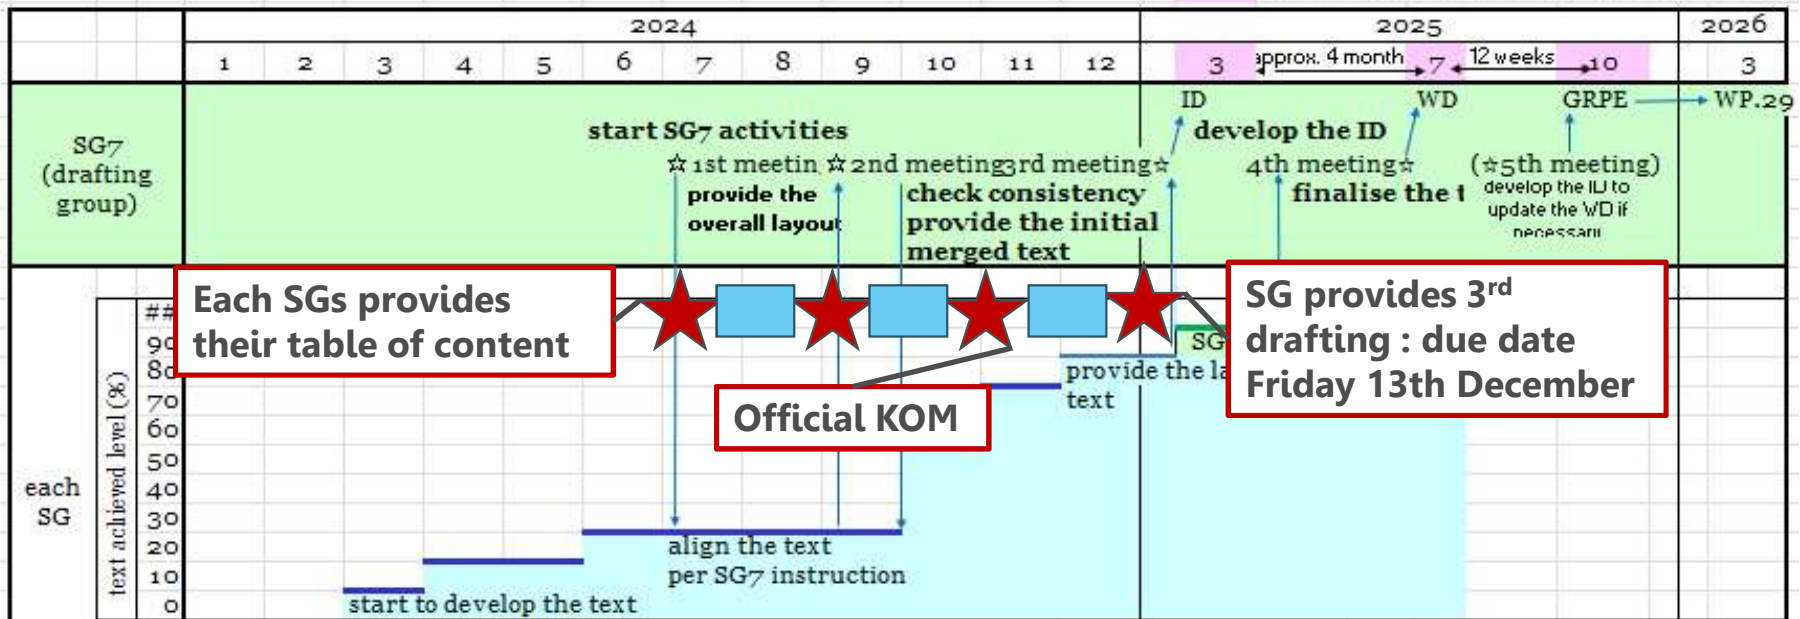 2024 2025 2026
1 2 3 4 5 6 7 8 9 10 11 12 3 approx. 4 month 7 12 weeks 10 3
ID WD GRPE WP.29
start SG7 activities develop the ID
SG7
(drafting
group)
☆ 1st meetin ☆ 2nd meeting 3rd meeting ☆ 4th meeting ☆ (☆5th meeting)
provide the
overall layout
check consistency
provide the initial
merged text
finalise the t
develop the ID to
update the WD if
necessary
Each SGs provides
their table of content
Official KOM
SG provides 3rd
drafting : due date
Friday 13th December
each
SG
text achieved level (%)
##
90
80
70
60
50
40
30
20
10
0
SG
provide the la
text
align the text
per SG7 instruction
start to develop the text